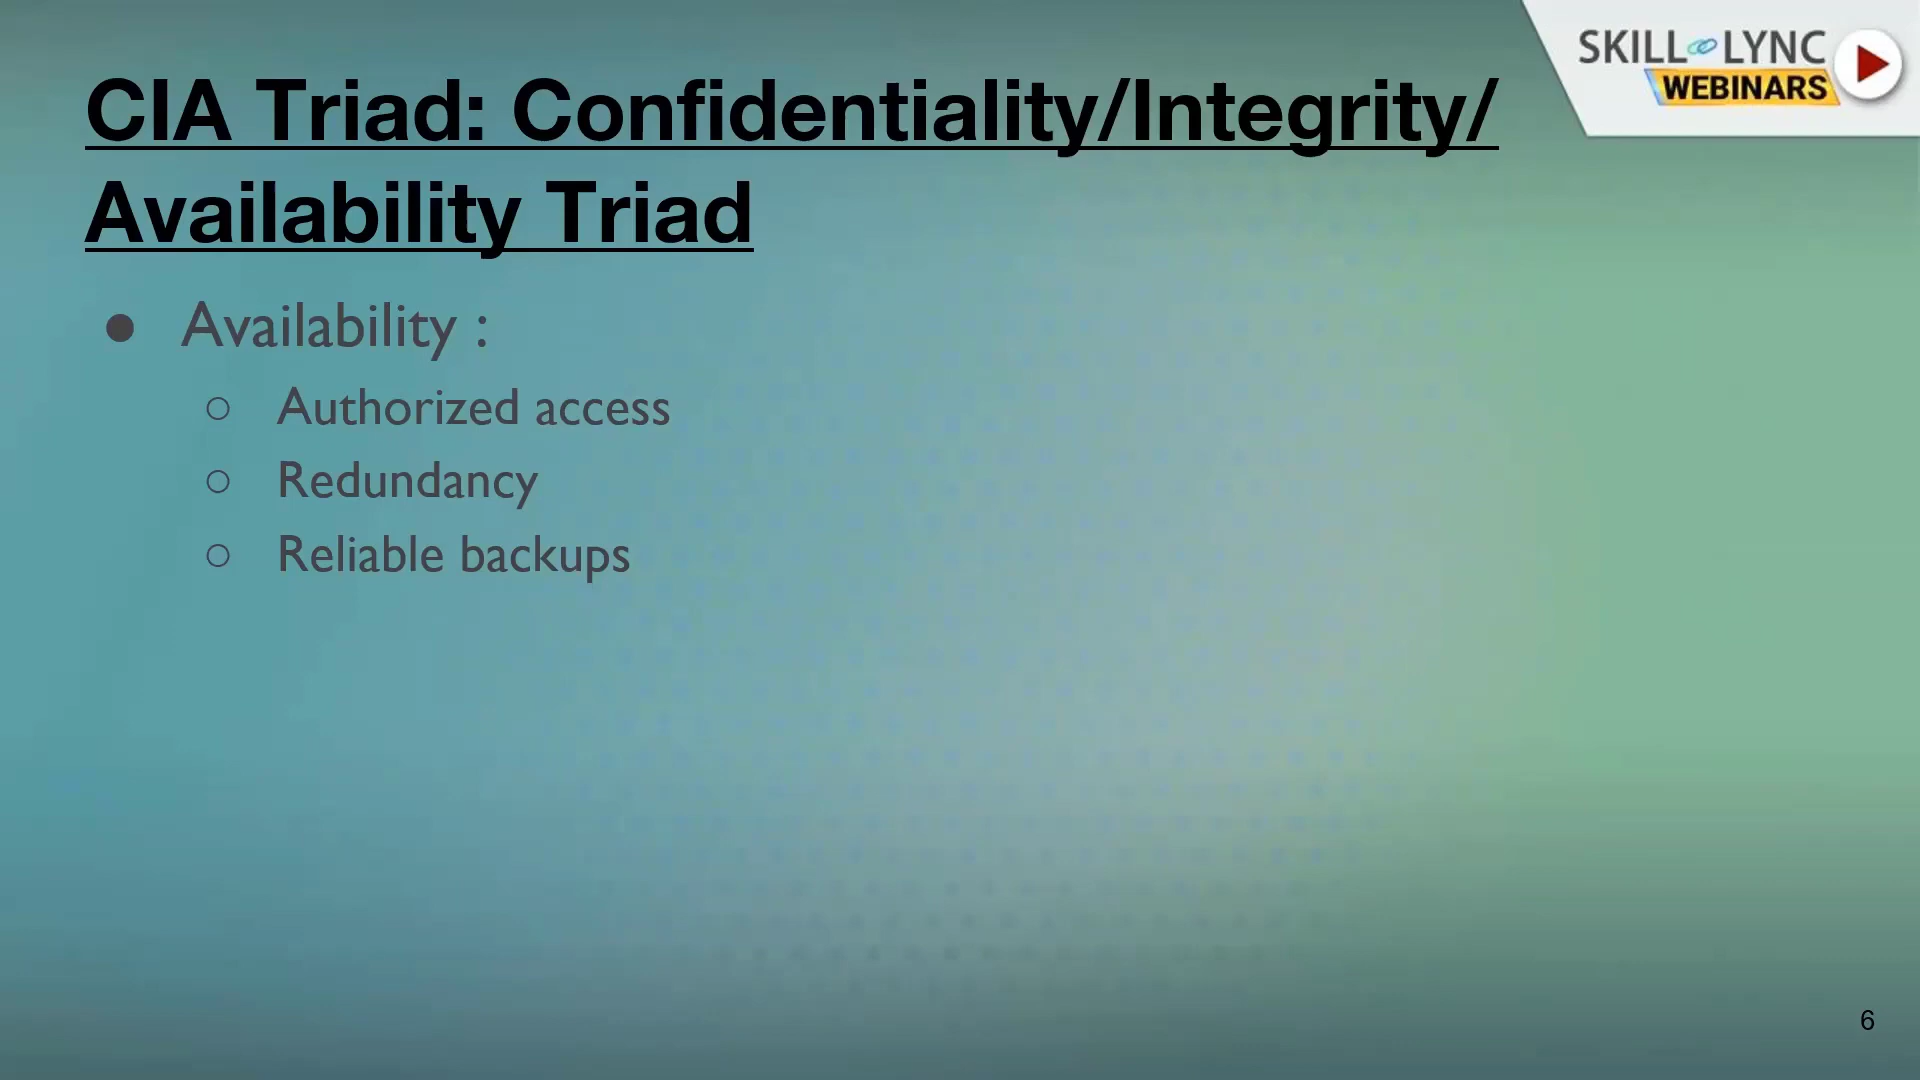 SKILL LYNC
WEBINARS
CIA Triad: Confidentiality/Integrity/
Availability Triad
● Availability :
○ Authorized access
○ Redundancy
○ Reliable backups
6